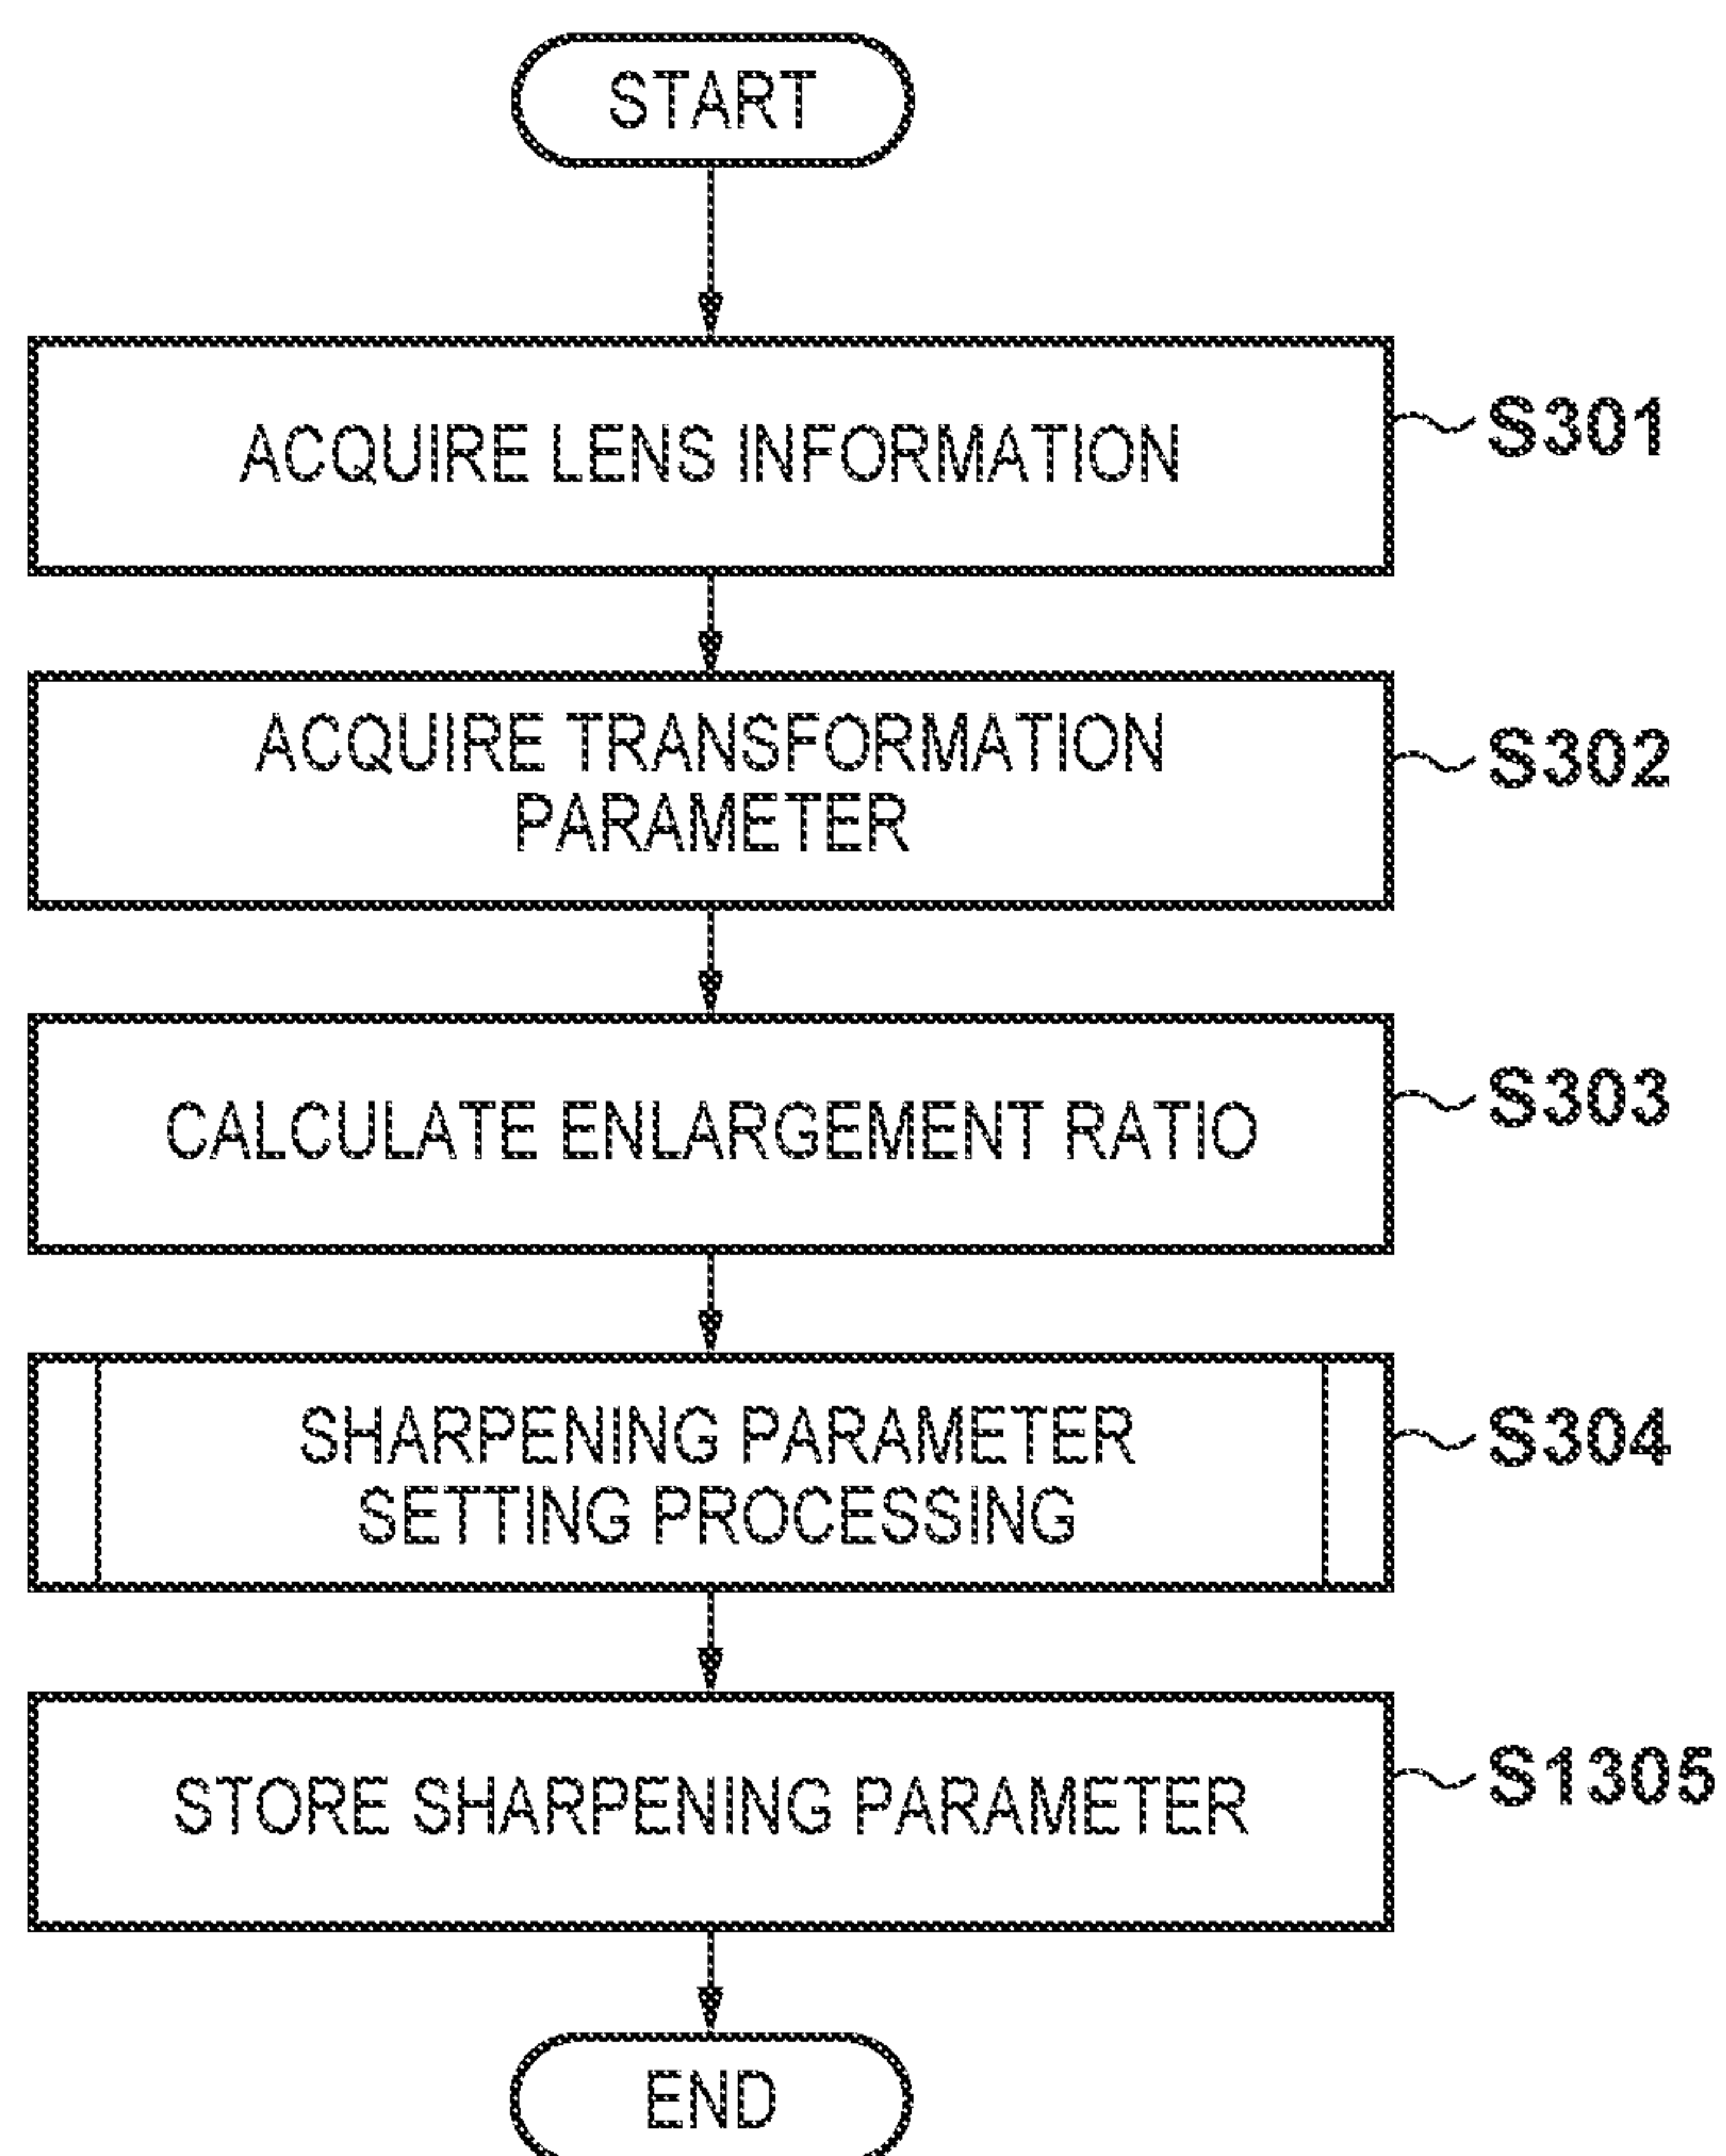 START
ACQUIRE LENS INFORMATION
S301
ACQUIRE TRANSFORMATION
PARAMETER
S302
CALCULATE ENLARGEMENT RATIO
S303
SHARPENING PARAMETER
SETTING PROCESSING
S304
STORE SHARPENING PARAMETER
S1305
END